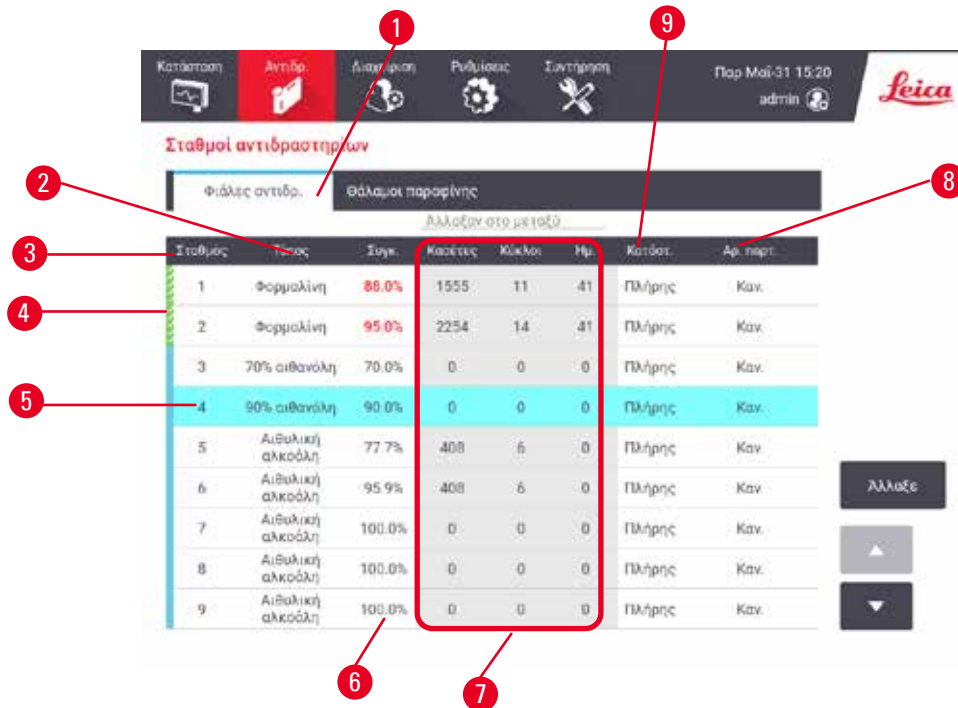 1
9
Κατάσταση Αντιδρ. Διαχείριση Ρυθμίσεις Συντήρηση Παρ Μαΐ-31 15:20
admin
Leica
Σταθμοί αντιδραστηρίων
2
Φιάλες αντιδρ. Θάλαμοι παραφίνης
8
Άλλαξαν στο μεταξύ
3
Σταθμός Τύπος Συγκ. Κασέτες Κύκλοι Ημ. Κατάστ. Αρ. παρτ.
1 Φορμαλίνη 88.0% 1555 11 41 Πλήρης Καν.
4
2 Φορμαλίνη 95.0% 2254 14 41 Πλήρης Καν.
3 70% αιθανόλη 70.0% 0 0 0 Πλήρης Καν.
5
4 90% αιθανόλη 90.0% 0 0 0 Πλήρης Καν.
5 Αιθυλική αλκοόλη 77.7% 408 6 0 Πλήρης Καν.
6 Αιθυλική αλκοόλη 95.9% 408 6 0 Πλήρης Καν.
Άλλαξε
7 Αιθυλική αλκοόλη 100.0% 0 0 0 Πλήρης Καν.
8 Αιθυλική αλκοόλη 100.0% 0 0 0 Πλήρης Καν.
9 Αιθυλική αλκοόλη 100.0% 0 0 0 Πλήρης Καν.
6
7